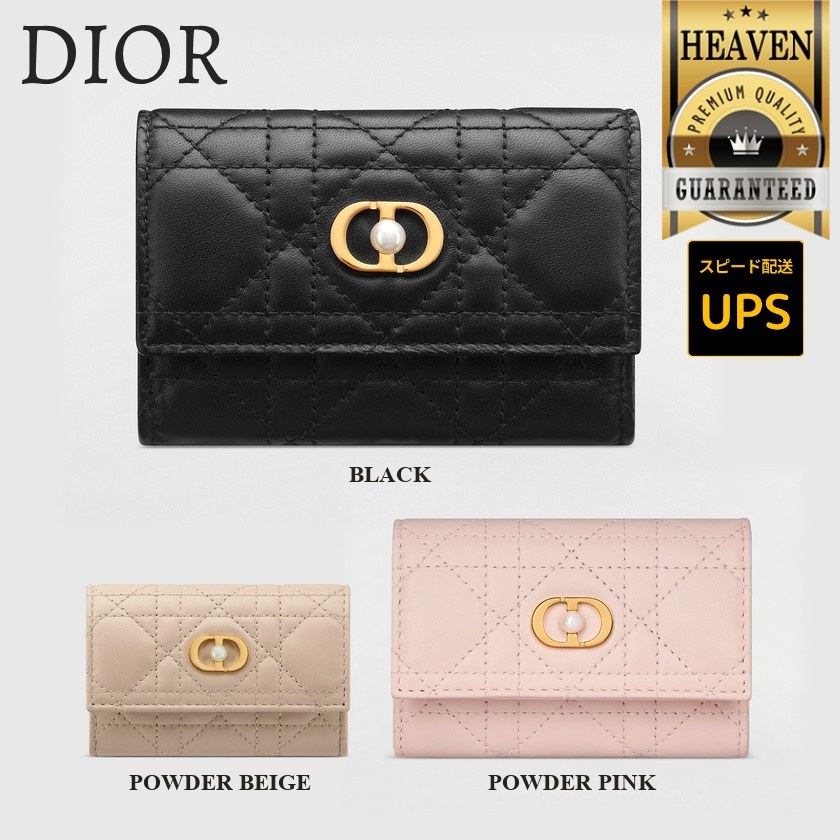 DIOR
HEAVEN
PREMIUM QUALITY
GUARANTEED
スピード配送
UPS
BLACK
POWDER BEIGE
POWDER PINK